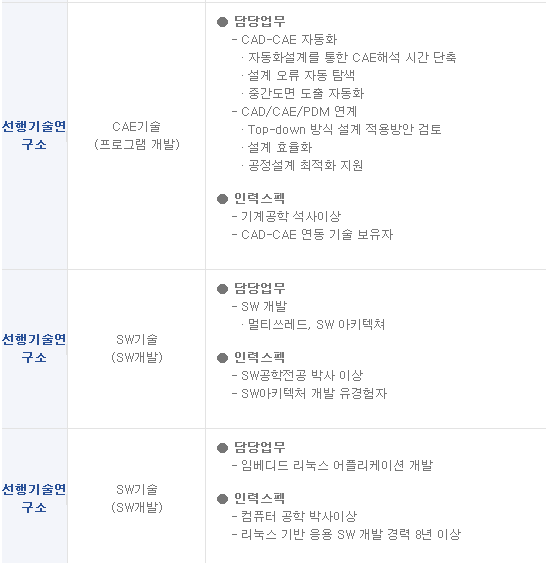 선행기술연
구소
CAE기술
(프로그램 개발)
● 담당업무
- CAD-CAE 자동화
· 자동화설계를 통한 CAE해석 시간 단축
· 설계 오류 자동 탐색
· 중간도면 도출 자동화
- CAD/CAE/PDM 연계
· Top-down 방식 설계 적용방안 검토
· 설계 효율화
· 공정설계 최적화 지원
● 인력스펙
- 기계공학 석사이상
- CAD-CAE 연동 기술 보유자
선행기술연
구소
SW기술
(SW개발)
● 담당업무
- SW 개발
· 멀티쓰레드, SW 아키텍쳐
● 인력스펙
- SW공학전공 박사 이상
- SW아키텍처 개발 유경험자
선행기술연
구소
SW기술
(SW개발)
● 담당업무
- 임베디드 리눅스 어플리케이션 개발
● 인력스펙
- 컴퓨터 공학 박사이상
- 리눅스 기반 응용 SW 개발 경력 8년 이상